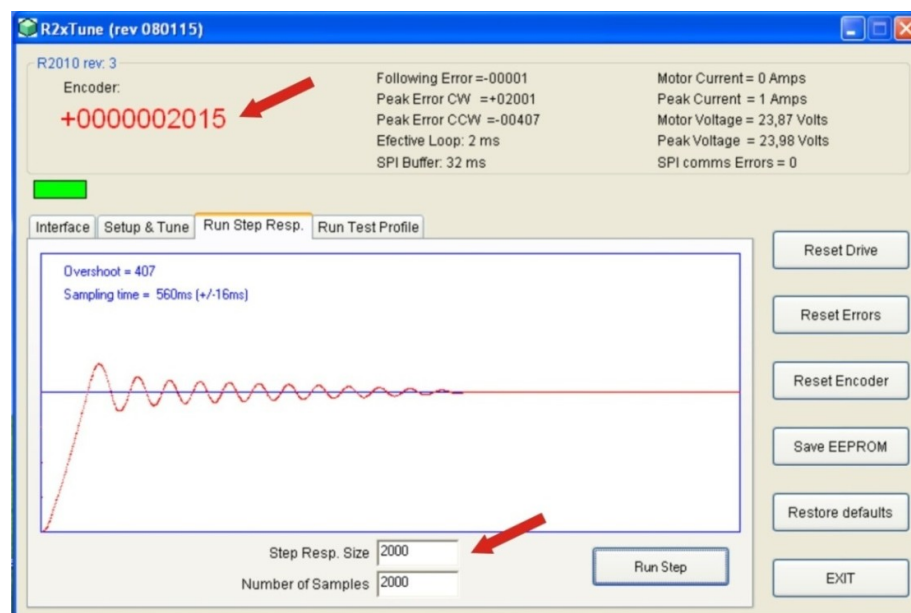 R2xTune (rev 080115)
R2010 rev: 3
Encoder:
+0000002015
Following Error =-00001
Peak Error CW =+02001
Peak Error CCW =-00407
Efective Loop: 2 ms
SPI Buffer: 32 ms
Motor Current = 0 Amps
Peak Current = 1 Amps
Motor Voltage = 23,87 Volts
Peak Voltage = 23,98 Volts
SPI comms Errors = 0
Interface
Setup & Tune
Run Step Resp.
Run Test Profile
Overshoot = 407
Sampling time = 560ms (+/-16ms)
Step Resp. Size 2000
Number of Samples 2000
Run Step
Reset Drive
Reset Errors
Reset Encoder
Save EEPROM
Restore defaults
EXIT